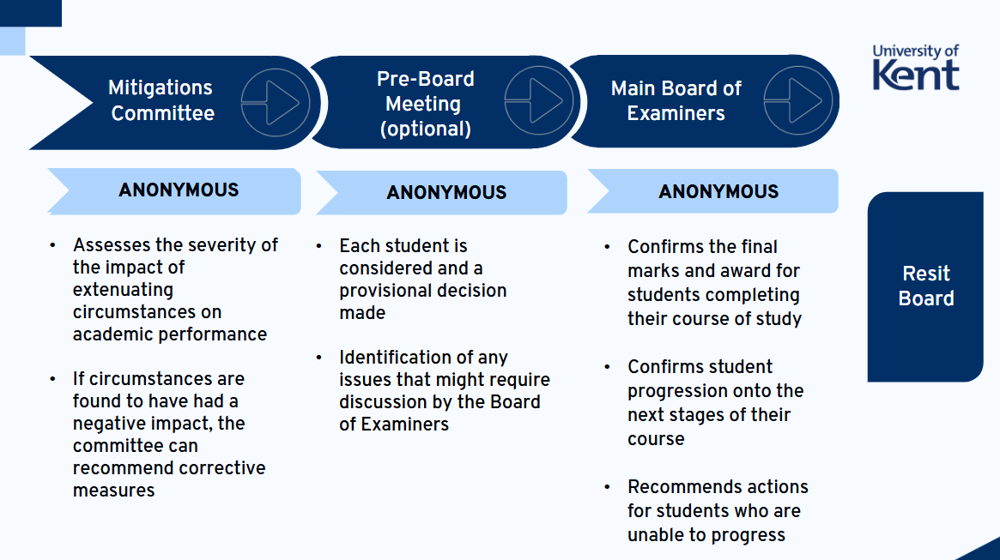 University of
Kent
Mitigations
Committee
Pre-Board
Meeting
(optional)
Main Board of
Examiners
ANONYMOUS
• Assesses the severity of
the impact of
extenuating
circumstances on
academic performance
• If circumstances are
found to have had a
negative impact, the
committee can
recommend corrective
measures
ANONYMOUS
• Each student is
considered and a
provisional decision
made
• Identification of any
issues that might require
discussion by the Board
of Examiners
ANONYMOUS
• Confirms the final
marks and award for
students completing
their course of study
• Confirms student
progression onto the
next stages of their
course
• Recommends actions
for students who are
unable to progress
Resit
Board